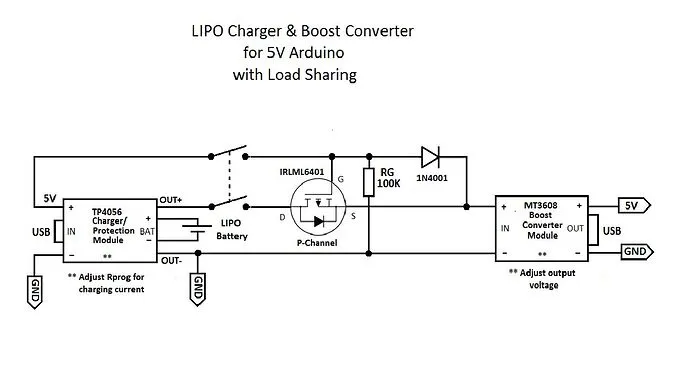 LIPO Charger & Boost Converter
for 5V Arduino
with Load Sharing
IRLML6401
G
RG
100K
1N4001
5V
OUT+
TP4056
Charger/
Protection
Module
USB
IN
+
BAT
−
+
−
LIPO
Battery
D
S
P-Channel
OUT-
** Adjust Rprog for
charging current
GND
GND
+
MT3608
Boost
Converter
Module
IN
OUT
+
−
−
**
**
USB
5V
GND
** Adjust output
voltage